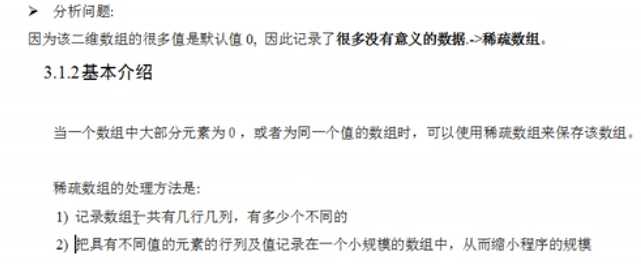 ➤ 分析问题:
因为该二维数组的很多值是默认值 0, 因此记录了很多没有意义的数据.->稀疏数组。
3.1.2基本介绍
当一个数组中大部分元素为０，或者为同一个值的数组时，可以使用稀疏数组来保存该数组。
稀疏数组的处理方法是:
1) 记录数组一共有几行几列，有多少个不同的
2) 把具有不同值的元素的行列及值记录在一个小规模的数组中，从而缩小程序的规模